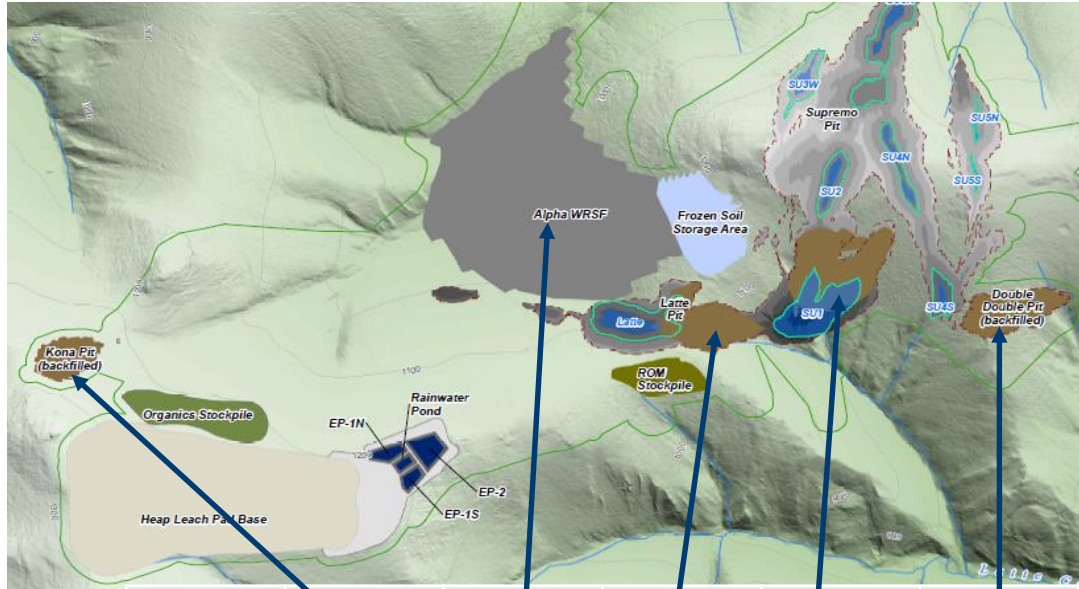 SU3W
Supremo
Pit
SU5N
SU4N
SU5S
SU2
Alpha WRSF
Frozen Soil
Storage Area
1100
Latte
Pit
Latte
SU1
SU4S
Double
Double Pit
(backfilled)
Kona Pit
(backfilled)
1100
ROM
Stockpile
Rainwater
Pond
Organics Stockpile
EP-1N
1200
EP-2
EP-1S
Heap Leach Pad Base
Latte C